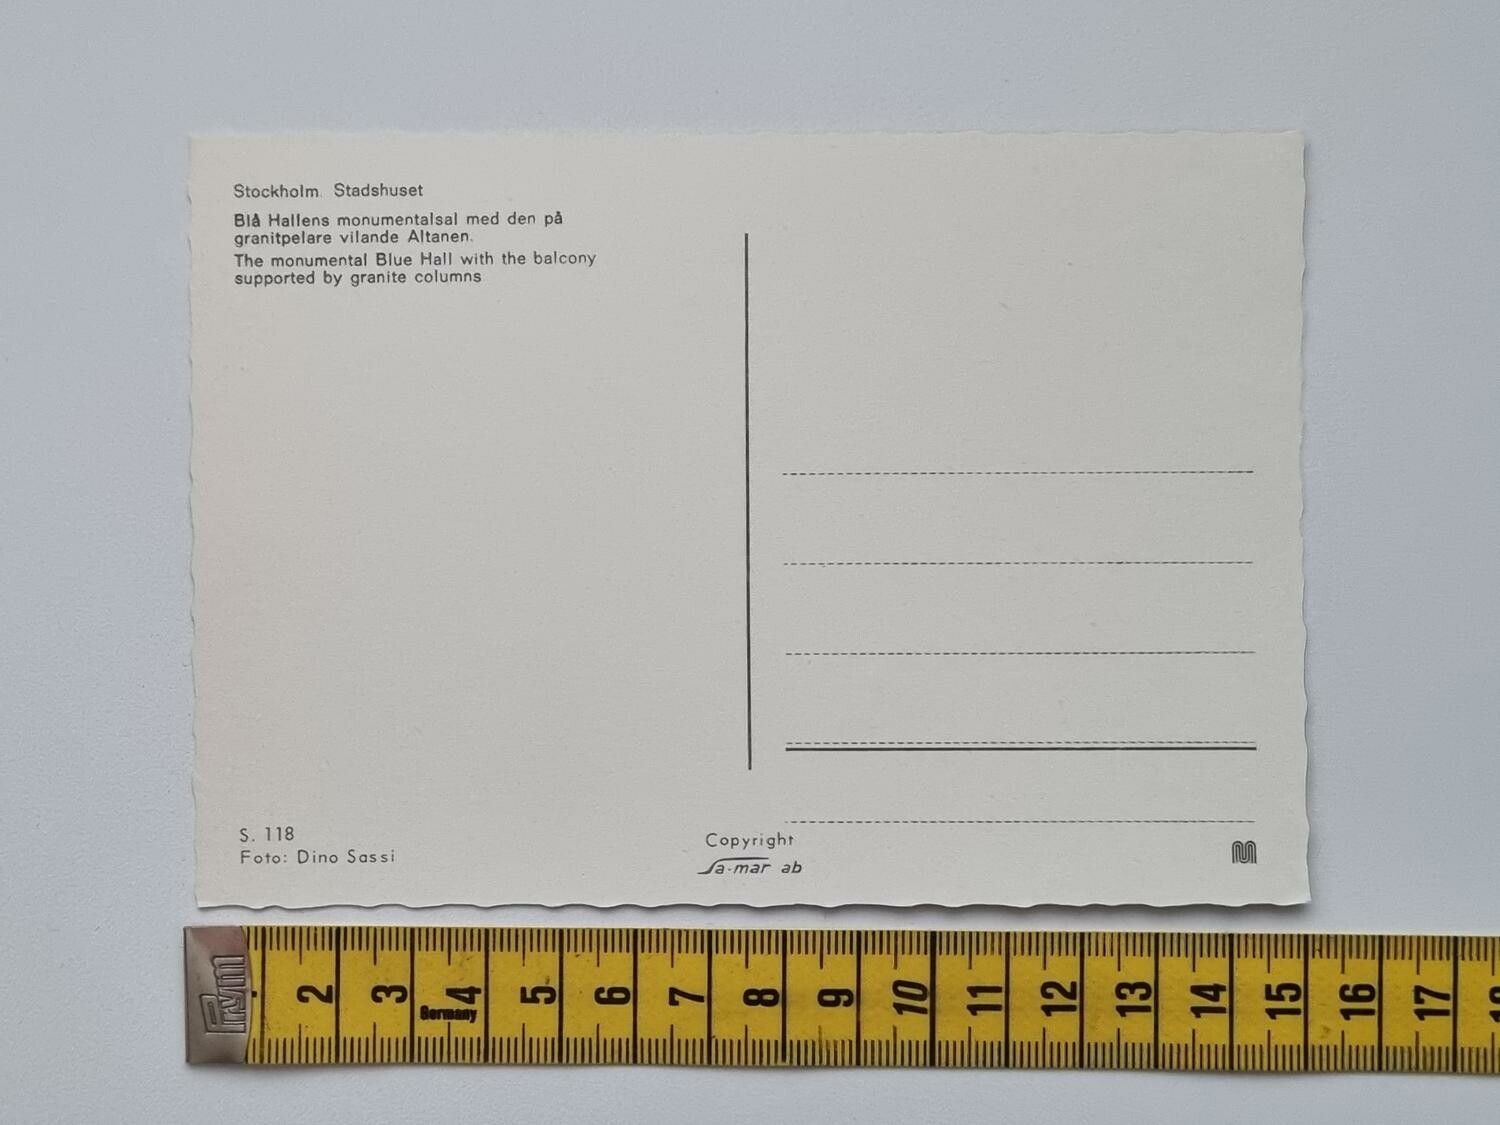 Stockholm. Stadshuset
Blå Hallens monumentalsal med den på
granitpelare vilande Altanen.
The monumental Blue Hall with the balcony
supported by granite columns
S. 118
Foto: Dino Sassi
Copyright
Sa-mar ab
M
Prym
2 3 4 5 6 7 8 9 10 11 12 13 14 15 16 17 18
Germany